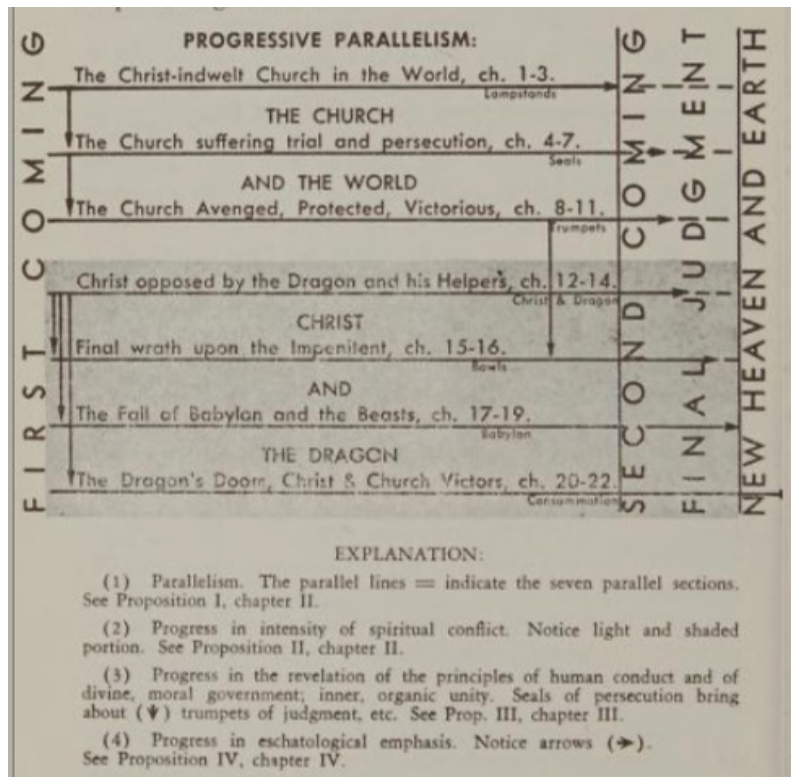 PROGRESSIVE PARALLELISM:
The Christ-indwelt Church in the World, ch. 1-3.
Lampstands
THE CHURCH
The Church suffering trial and persecution, ch. 4-7.
Seals
AND THE WORLD
The Church Avenged, Protected, Victorious, ch. 8-11.
Trumpets
Christ opposed by the Dragon and his Helpers, ch. 12-14.
Christ & Dragon
CHRIST
Final wrath upon the Impenitent, ch. 15-16.
Bowls
AND
The Fall of Babylon and the Beasts, ch. 17-19.
Babylon
THE DRAGON
The Dragon's Doom, Christ & Church Victors, ch. 20-22.
Consummation
FIRST COMING
SECOND COMING
FINAL JUDGMENT
NEW HEAVEN AND EARTH
EXPLANATION:
(1) Parallelism. The parallel lines = indicate the seven parallel sections.
See Proposition I, chapter II.
(2) Progress in intensity of spiritual conflict. Notice light and shaded
portion. See Proposition II, chapter II.
(3) Progress in the revelation of the principles of human conduct and of
divine, moral government; inner, organic unity. Seals of persecution bring
about (↓) trumpets of judgment, etc. See Prop. III, chapter III.
(4) Progress in eschatological emphasis. Notice arrows (→).
See Proposition IV, chapter IV.